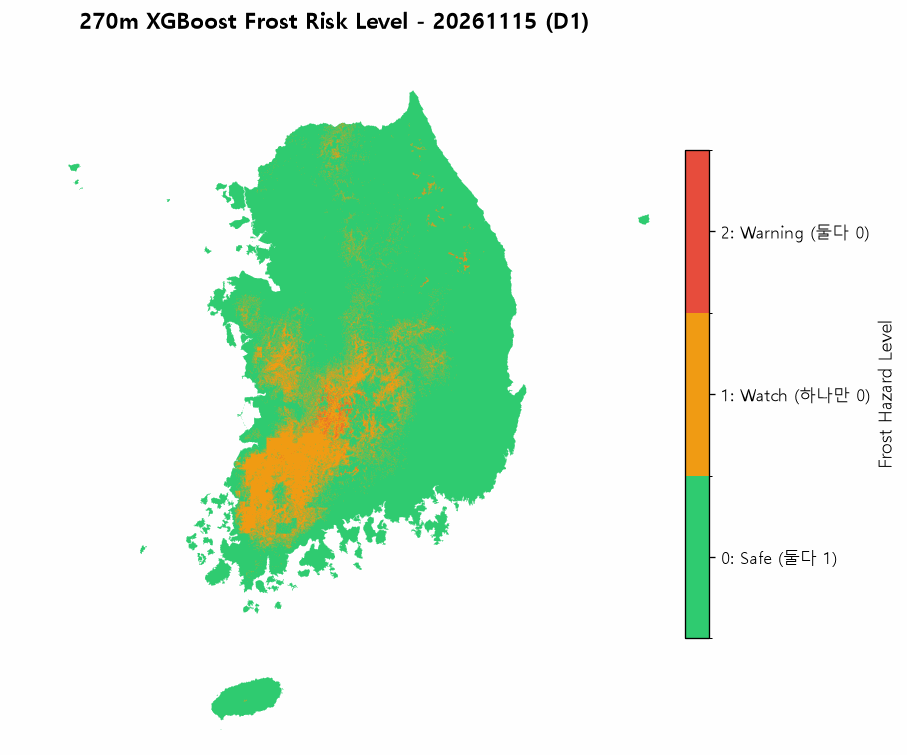 270m XGBoost Frost Risk Level - 20261115 (D1)
2: Warning (둘다 0)
1: Watch (하나만 0)
0: Safe (둘다 1)
Frost Hazard Level